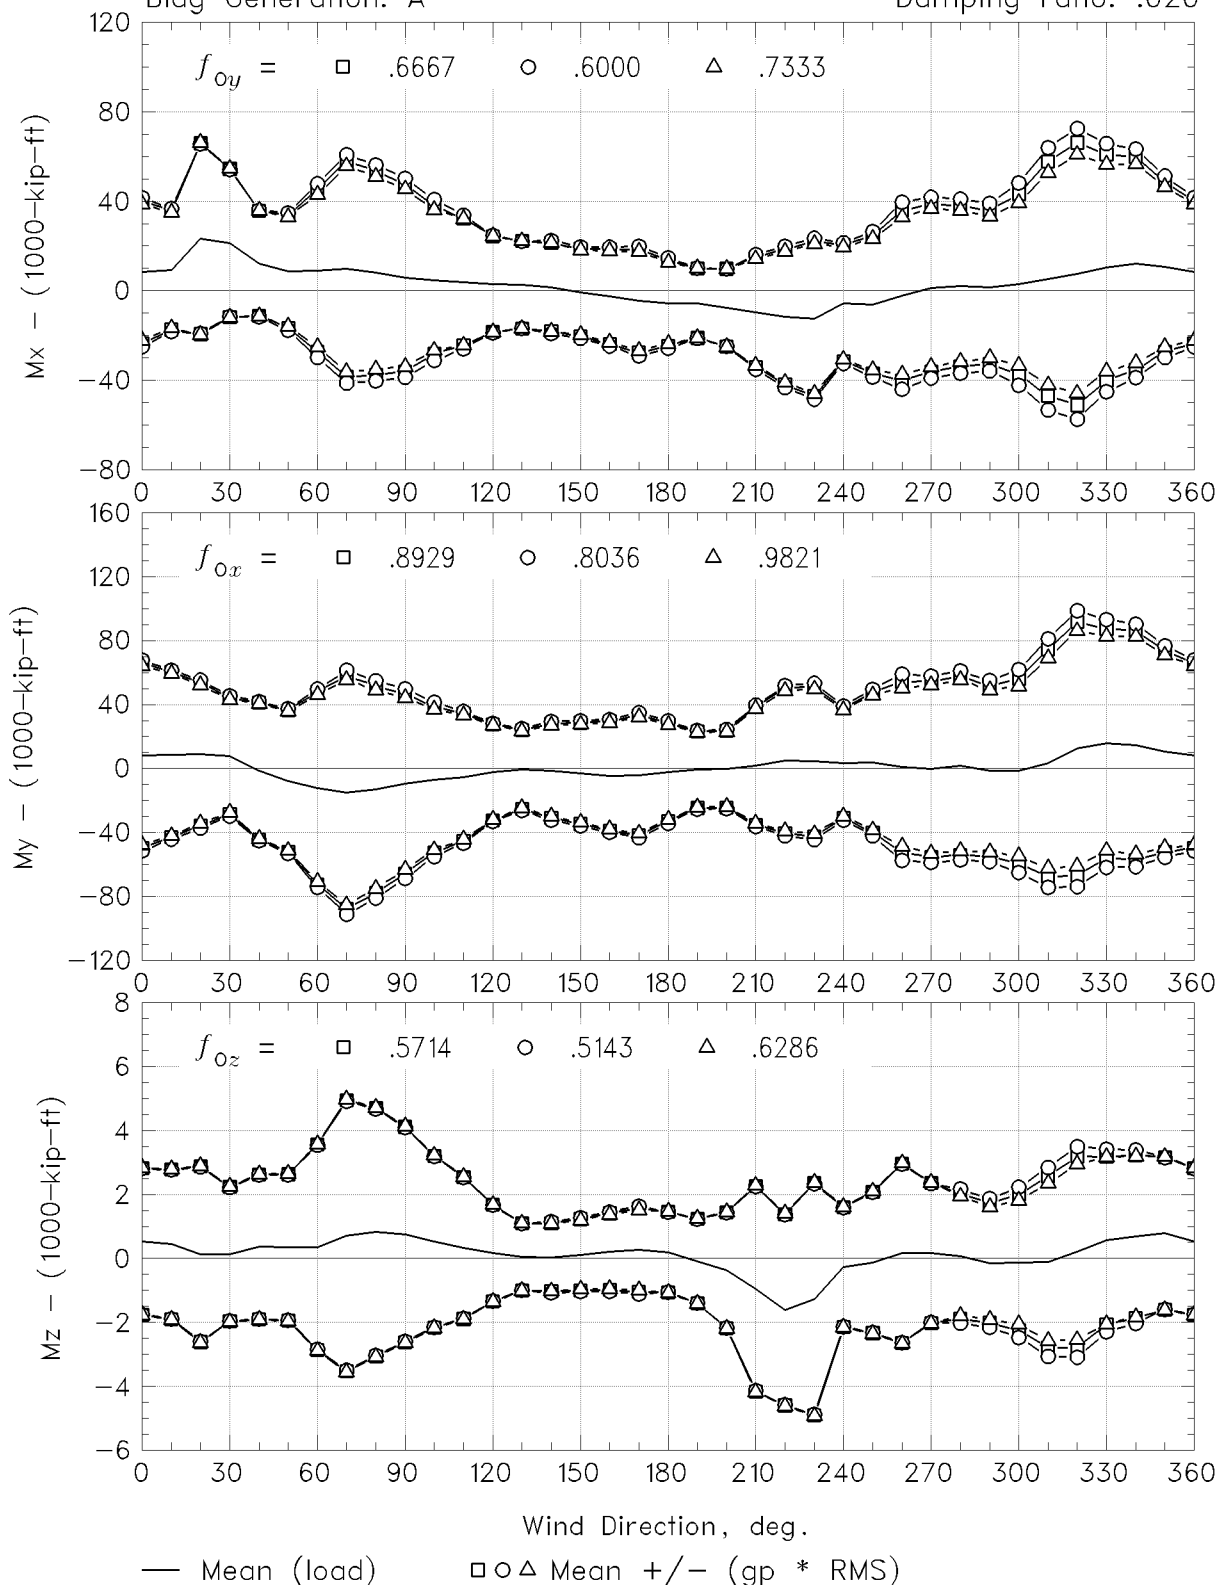 Bldg Generation: A Damping ratio: .020
120
80
40
0
−40
−80
Mx − (1000−kip−ft)
f0y = □ .6667 ○ .6000 △ .7333
0 30 60 90 120 150 180 210 240 270 300 330 360
160
120
80
40
0
−40
−80
−120
My − (1000−kip−ft)
f0x = □ .8929 ○ .8036 △ .9821
0 30 60 90 120 150 180 210 240 270 300 330 360
8
6
4
2
0
−2
−4
−6
Mz − (1000−kip−ft)
f0z = □ .5714 ○ .5143 △ .6286
0 30 60 90 120 150 180 210 240 270 300 330 360
Wind Direction, deg.
Mean (load) □ ○ △ Mean +/− (gp * RMS)